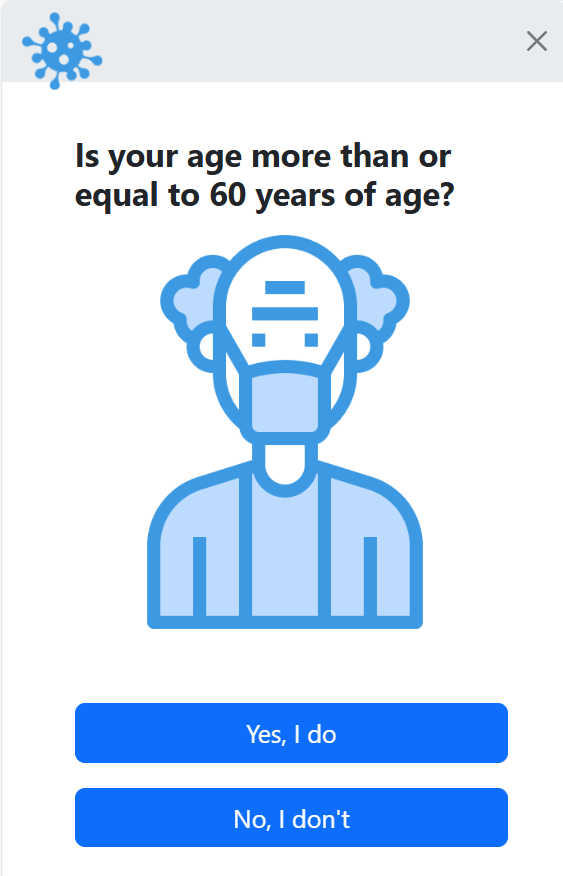 Is your age more than or
equal to 60 years of age?
Yes, I do
No, I don't